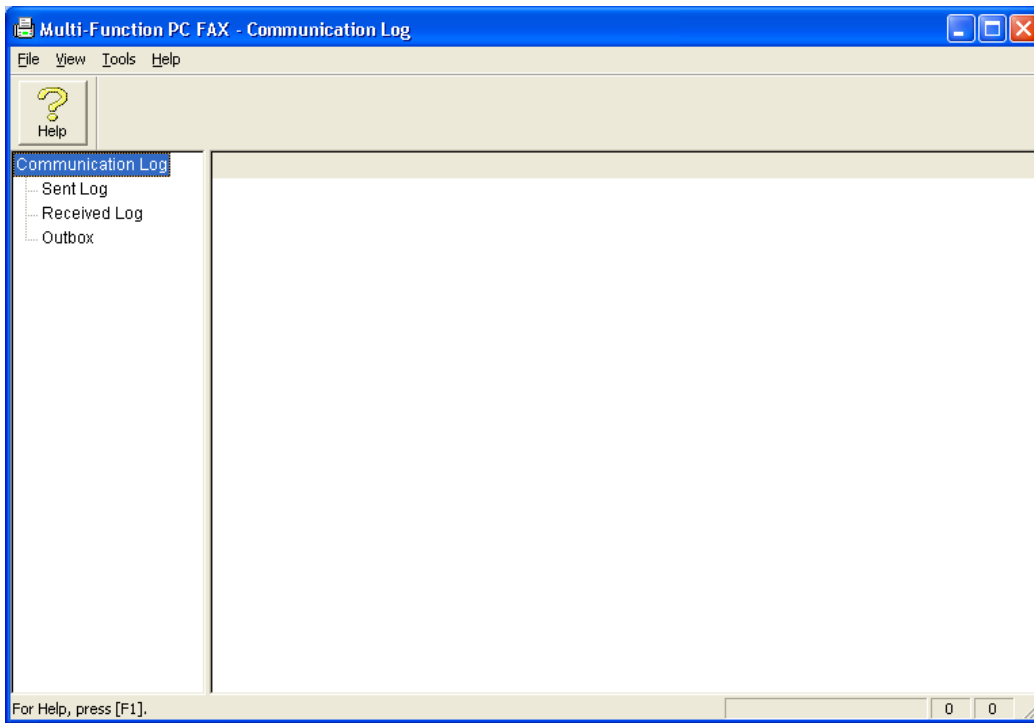 Multi-Function PC FAX - Communication Log
File View Tools Help
Help
Communication Log
Sent Log
Received Log
Outbox
For Help, press [F1].
0 0